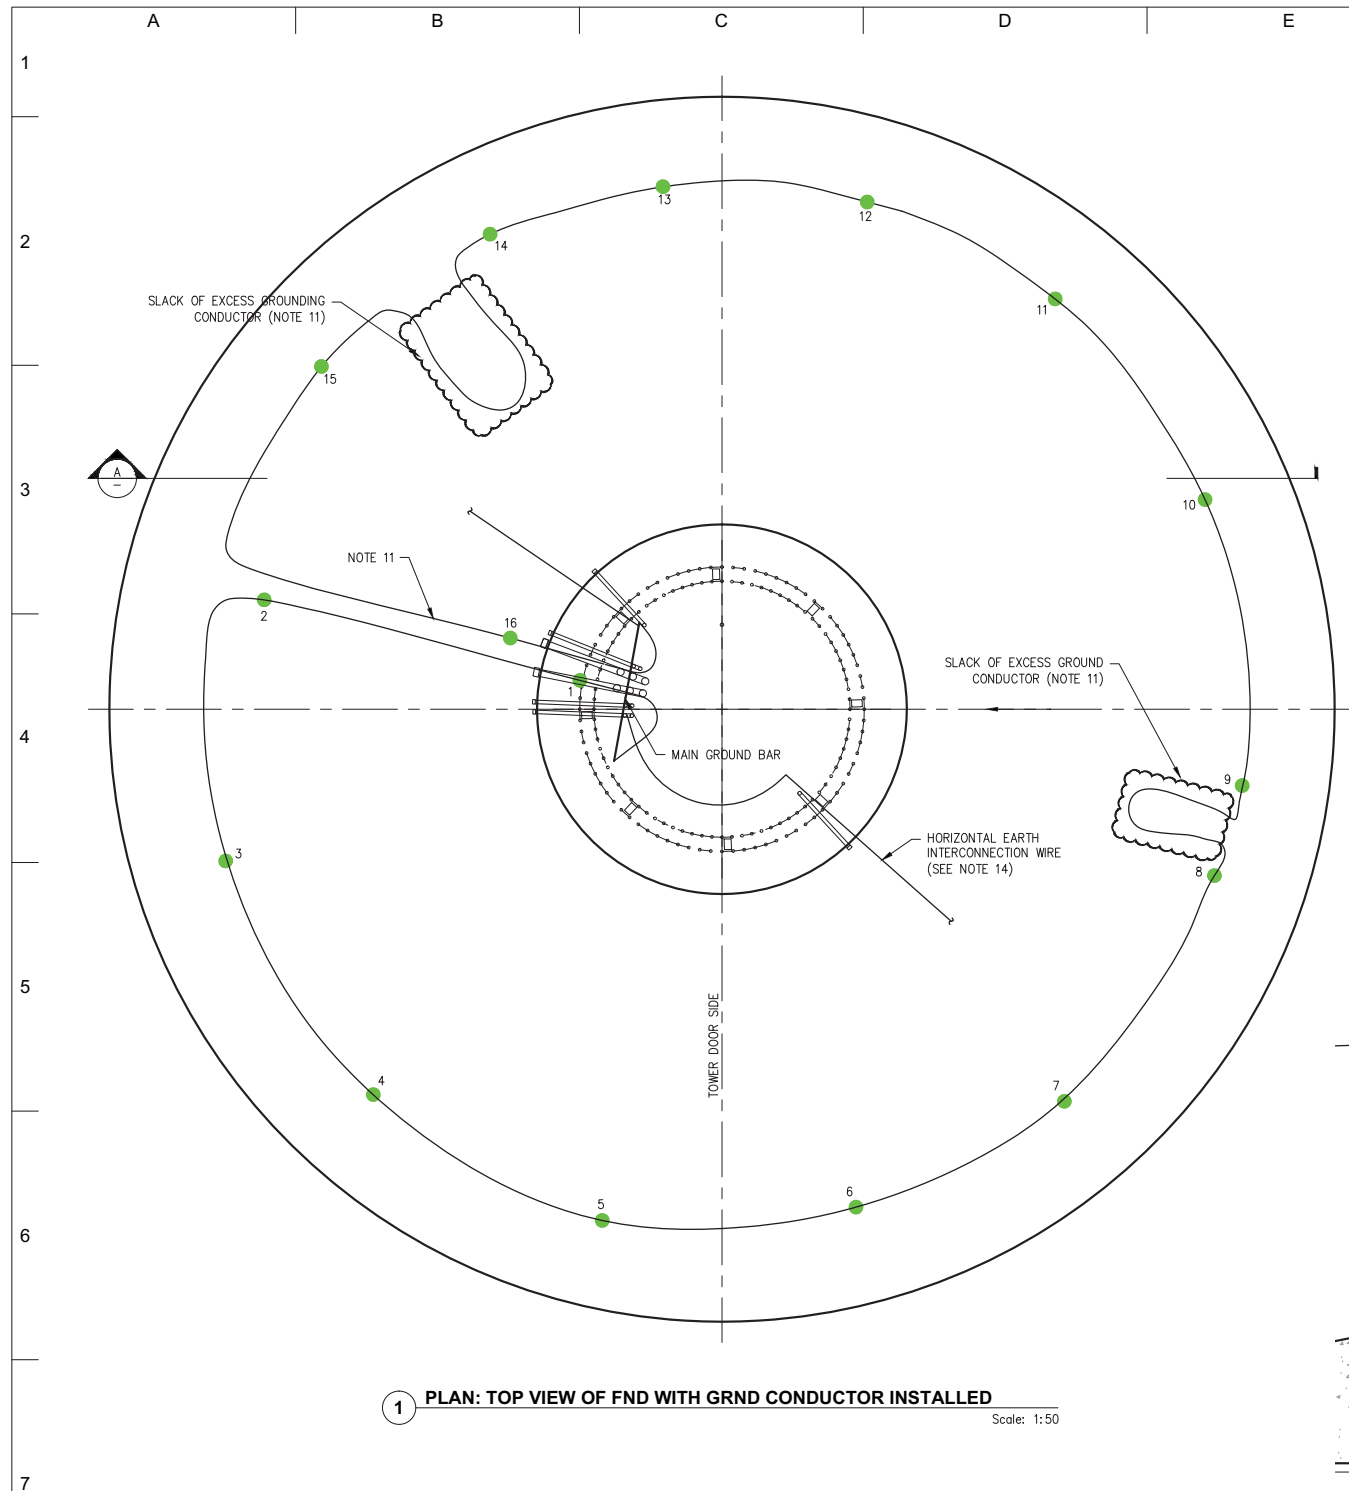 A B C D E
1
13
12
2
14
SLACK OF EXCESS GROUNDING
CONDUCTOR (NOTE 11)
11
15
A
–
3
10
NOTE 11
2
16
SLACK OF EXCESS GROUND
CONDUCTOR (NOTE 11)
1
4
MAIN GROUND BAR
9
HORIZONTAL EARTH
INTERCONNECTION WIRE
(SEE NOTE 14)
3
8
5
TOWER DOOR SIDE
4
7
6
5
6
1 PLAN: TOP VIEW OF FND WITH GRND CONDUCTOR INSTALLED
Scale: 1:50
7